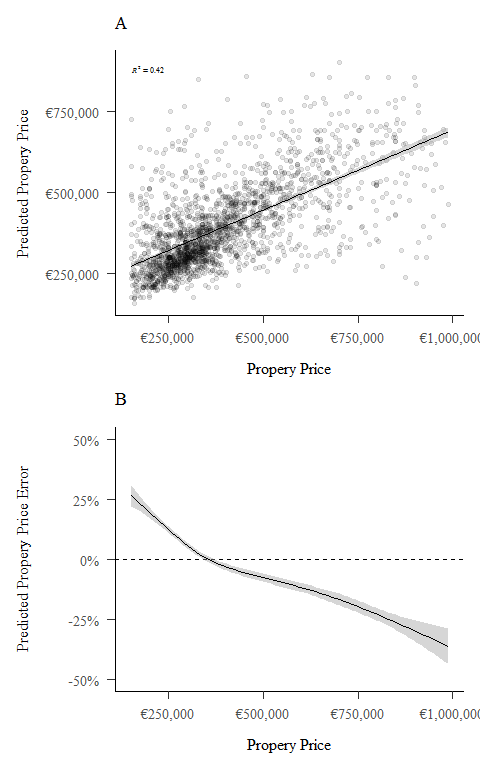 A
R² = 0.42
€750,000
€500,000
€250,000
Predicted Propery Price
€250,000 €500,000 €750,000 €1,000,000
Propery Price
B
50%
25%
0%
-25%
-50%
Predicted Propery Price Error
€250,000 €500,000 €750,000 €1,000,000
Propery Price